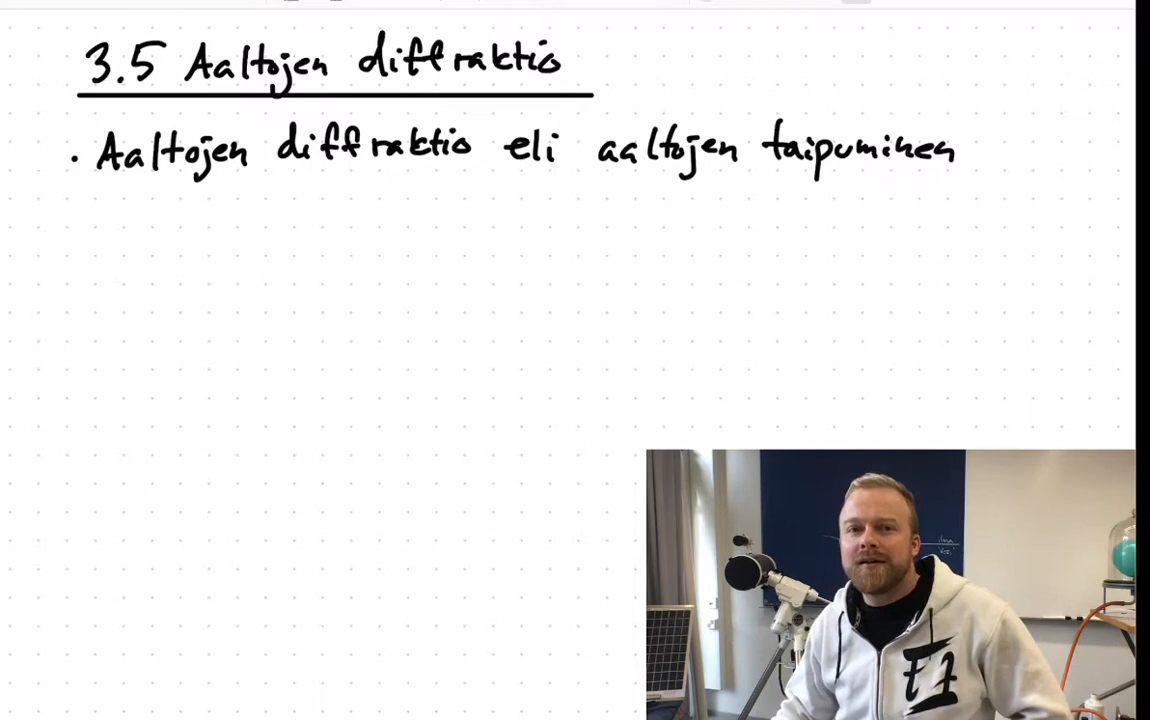 3.5 Aaltojen diffraktio
· Aaltojen diffraktio eli aaltojen taipuminen